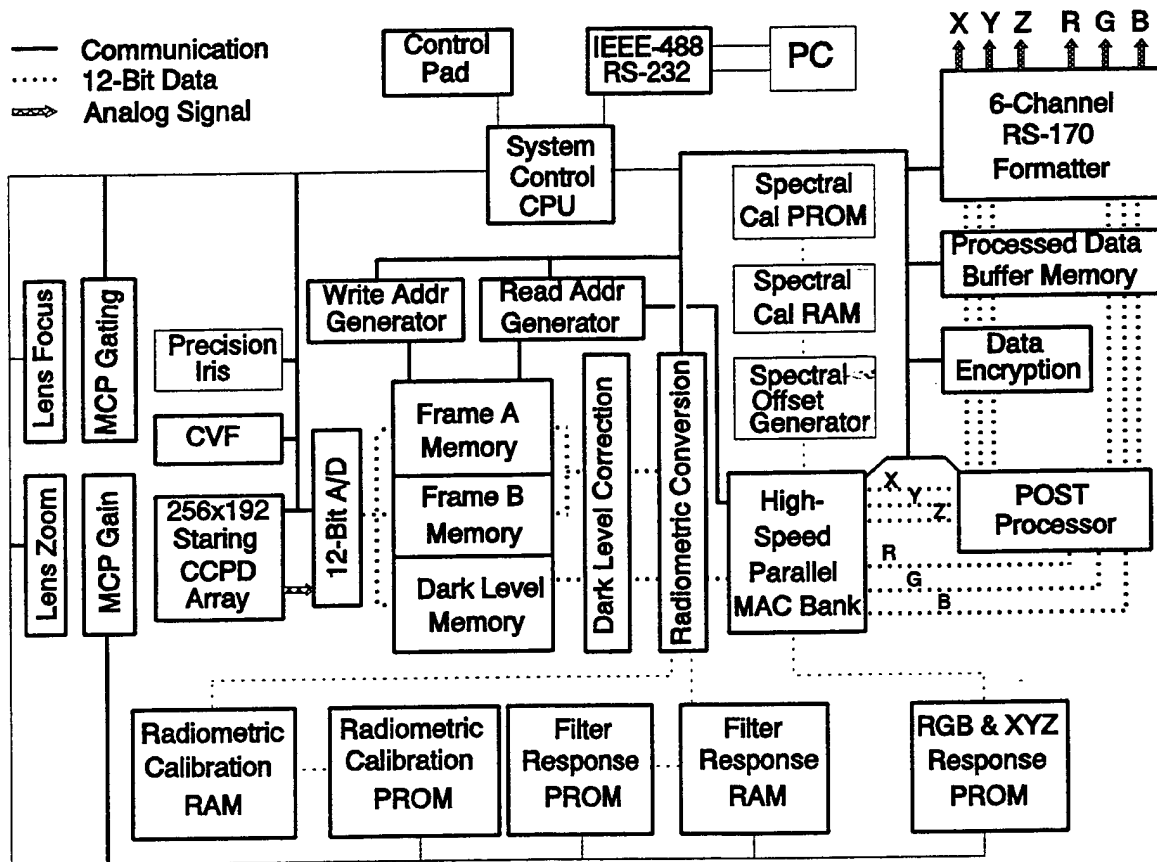 Communication
12-Bit Data
Analog Signal
Control
Pad
IEEE-488
RS-232
PC
X Y Z R G B
6-Channel
RS-170
Formatter
System
Control
CPU
Spectral
Cal PROM
Processed Data
Buffer Memory
Write Addr
Generator
Read Addr
Generator
Spectral
Cal RAM
Lens Focus
MCP Gating
Precision
Iris
Data
Encryption
Spectral
Offset
Generator
CVF
Frame A
Memory
Frame B
Memory
Dark Level
Memory
12-Bit A/D
Dark Level Correction
Radiometric Conversion
Lens Zoom
MCP Gain
256x192
Staring
CCPD
Array
High-
Speed
Parallel
MAC Bank
X
Y
Z
R
G
B
POST
Processor
Radiometric
Calibration
RAM
Radiometric
Calibration
PROM
Filter
Response
PROM
Filter
Response
RAM
RGB & XYZ
Response
PROM